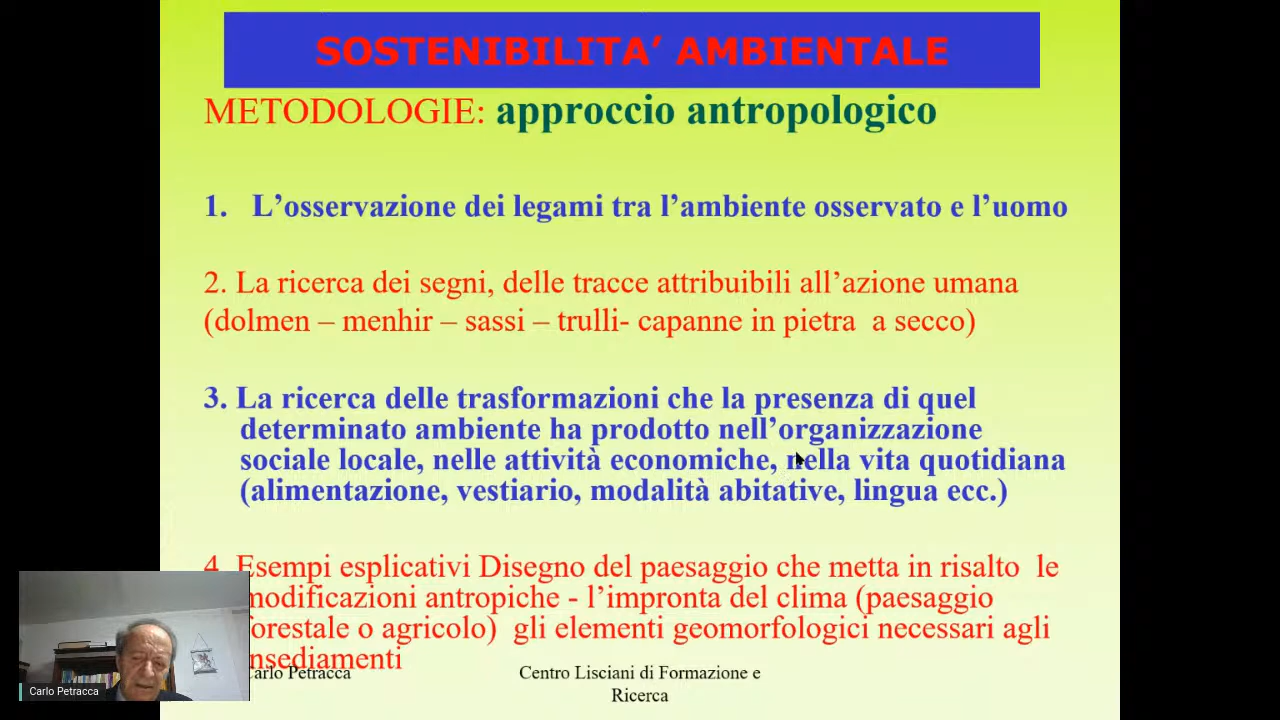 SOSTENIBILITA’ AMBIENTALE
METODOLOGIE: approccio antropologico
1. L’osservazione dei legami tra l’ambiente osservato e l’uomo
2. La ricerca dei segni, delle tracce attribuibili all’azione umana
(dolmen – menhir – sassi – trulli- capanne in pietra a secco)
3. La ricerca delle trasformazioni che la presenza di quel
determinato ambiente ha prodotto nell’organizzazione
sociale locale, nelle attività economiche, nella vita quotidiana
(alimentazione, vestiario, modalità abitative, lingua ecc.)
4. Esempi esplicativi Disegno del paesaggio che metta in risalto le
modificazioni antropiche - l’impronta del clima (paesaggio
forestale o agricolo) gli elementi geomorfologici necessari agli
insediamenti
Carlo Petracca
Centro Lisciani di Formazione e
Ricerca
Carlo Petracca